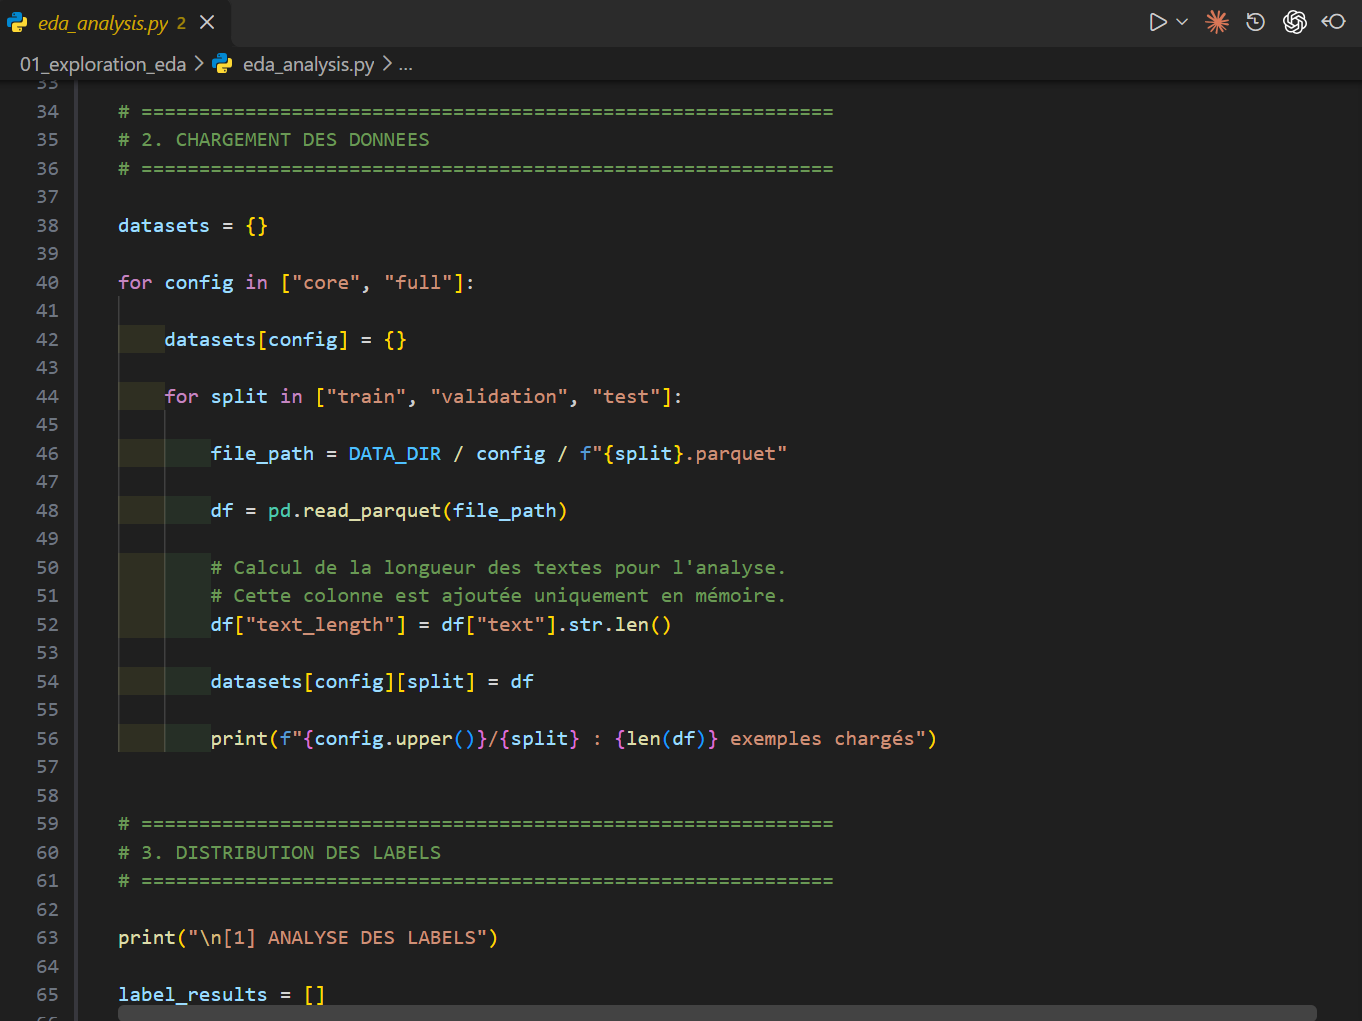 eda_analysis.py 2
01_exploration_eda > eda_analysis.py > ...
33
34 # ============================================================
35 # 2. CHARGEMENT DES DONNEES
36 # ============================================================
37
38 datasets = {}
39
40 for config in ["core", "full"]:
41
42     datasets[config] = {}
43
44     for split in ["train", "validation", "test"]:
45
46         file_path = DATA_DIR / config / f"{split}.parquet"
47
48         df = pd.read_parquet(file_path)
49
50         # Calcul de la longueur des textes pour l'analyse.
51         # Cette colonne est ajoutée uniquement en mémoire.
52         df["text_length"] = df["text"].str.len()
53
54         datasets[config][split] = df
55
56         print(f"{config.upper()}/{split} : {len(df)} exemples chargés")
57
58
59 # ============================================================
60 # 3. DISTRIBUTION DES LABELS
61 # ============================================================
62
63 print("\n[1] ANALYSE DES LABELS")
64
65 label_results = []